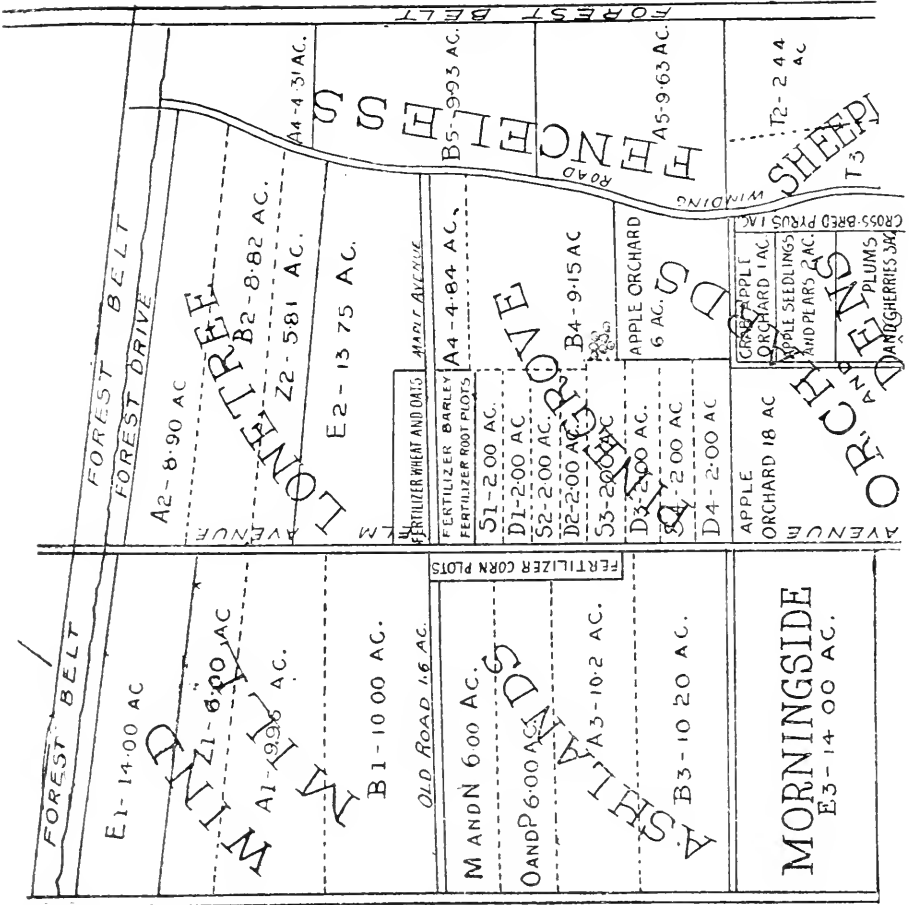 FOREST BELT
FOREST BELT
FOREST DRIVE
FOREST BELT
E1-14.00 AC
Z1-6.00 AC
A1-9.96 AC.
B1-10 00 AC.
WIND
MILL
OLD ROAD 1.6 AC.
A2-8.90 AC
B2-8.82 AC.
Z2-5.81 AC.
E2-13 75 AC.
LONETREE
ELM AVENUE
FERTILIZER WHEAT AND OATS
MAPLE AVENUE
A4-4.31 AC.
B5-9.93 AC.
A5-9.63 AC.
FENCELESS
WINDING ROAD
T2-2 44 AC
T3
SHEEP
FERTILIZER BARLEY
FERTILIZER ROOT PLOTS
A4-4.84 AC.
S1-2.00 AC.
D1-2.00 AC
S2-2.00 AC.
D2-2.00 AC
S3-2.00 AC
D3-2.00 AC.
S4-2 00 AC
D4-2.00 AC
B4-9.15 AC
PINEGROVE
APPLE ORCHARD
6 AC.
CRAB APPLE
ORCHARD 1 AC.
APPLE SEEDLINGS
AND PEARS 2 AC.
PLUMS
AND CHERRIES 3 AC
CROSS-BRED PYRUS 1 AC
APPLE
ORCHARD 18 AC
AVENUE
ORCHARDS
AND
FERTILIZER CORN PLOTS
M AND N 6.00 AC.
O AND P 6.00 AC.
A3-10.2 AC.
B3-10 20 AC.
ASHLANDS
MORNINGSIDE
E3-14 00 AC.